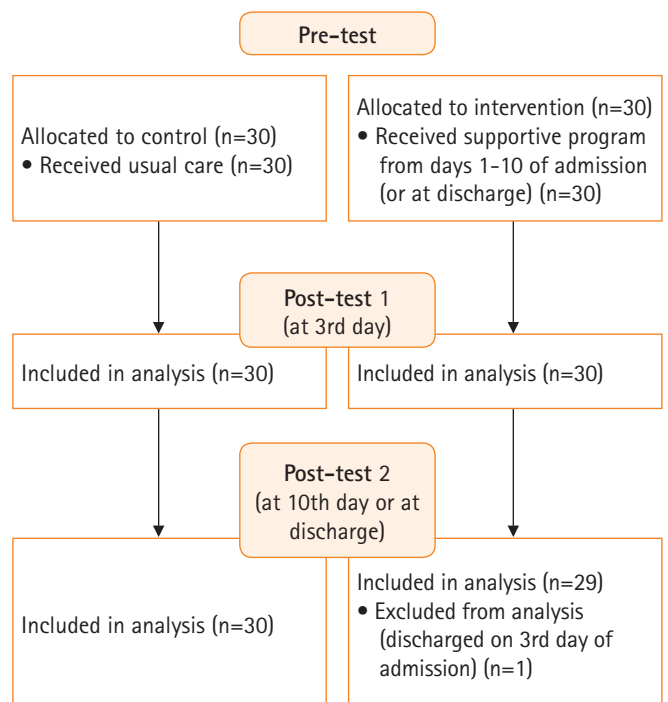 Pre-test
Allocated to control (n=30)
• Received usual care (n=30)
Allocated to intervention (n=30)
• Received supportive program
from days 1-10 of admission
(or at discharge) (n=30)
Post-test 1
(at 3rd day)
Included in analysis (n=30)
Included in analysis (n=30)
Post-test 2
(at 10th day or at
discharge)
Included in analysis (n=30)
Included in analysis (n=29)
• Excluded from analysis
(discharged on 3rd day of
admission) (n=1)